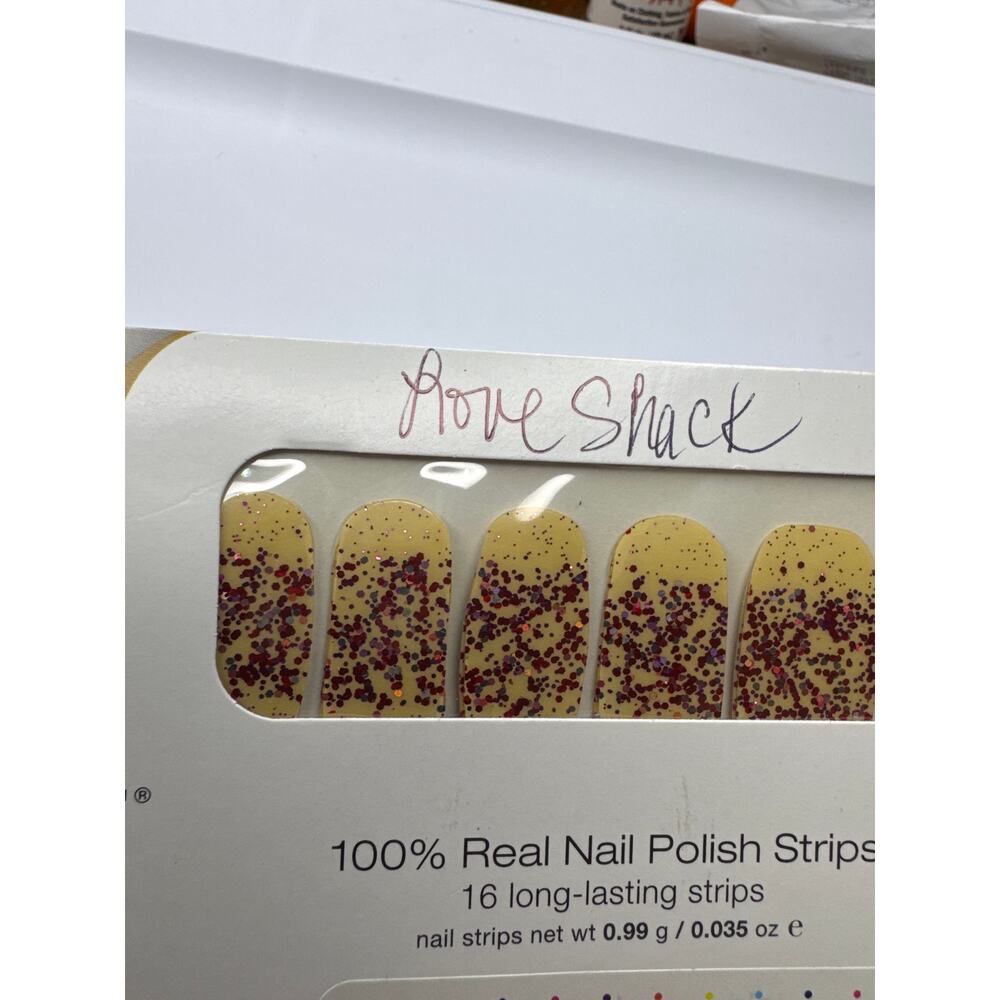 Love Shack
®
100% Real Nail Polish Strips
16 long-lasting strips
nail strips net wt 0.99 g / 0.035 oz e